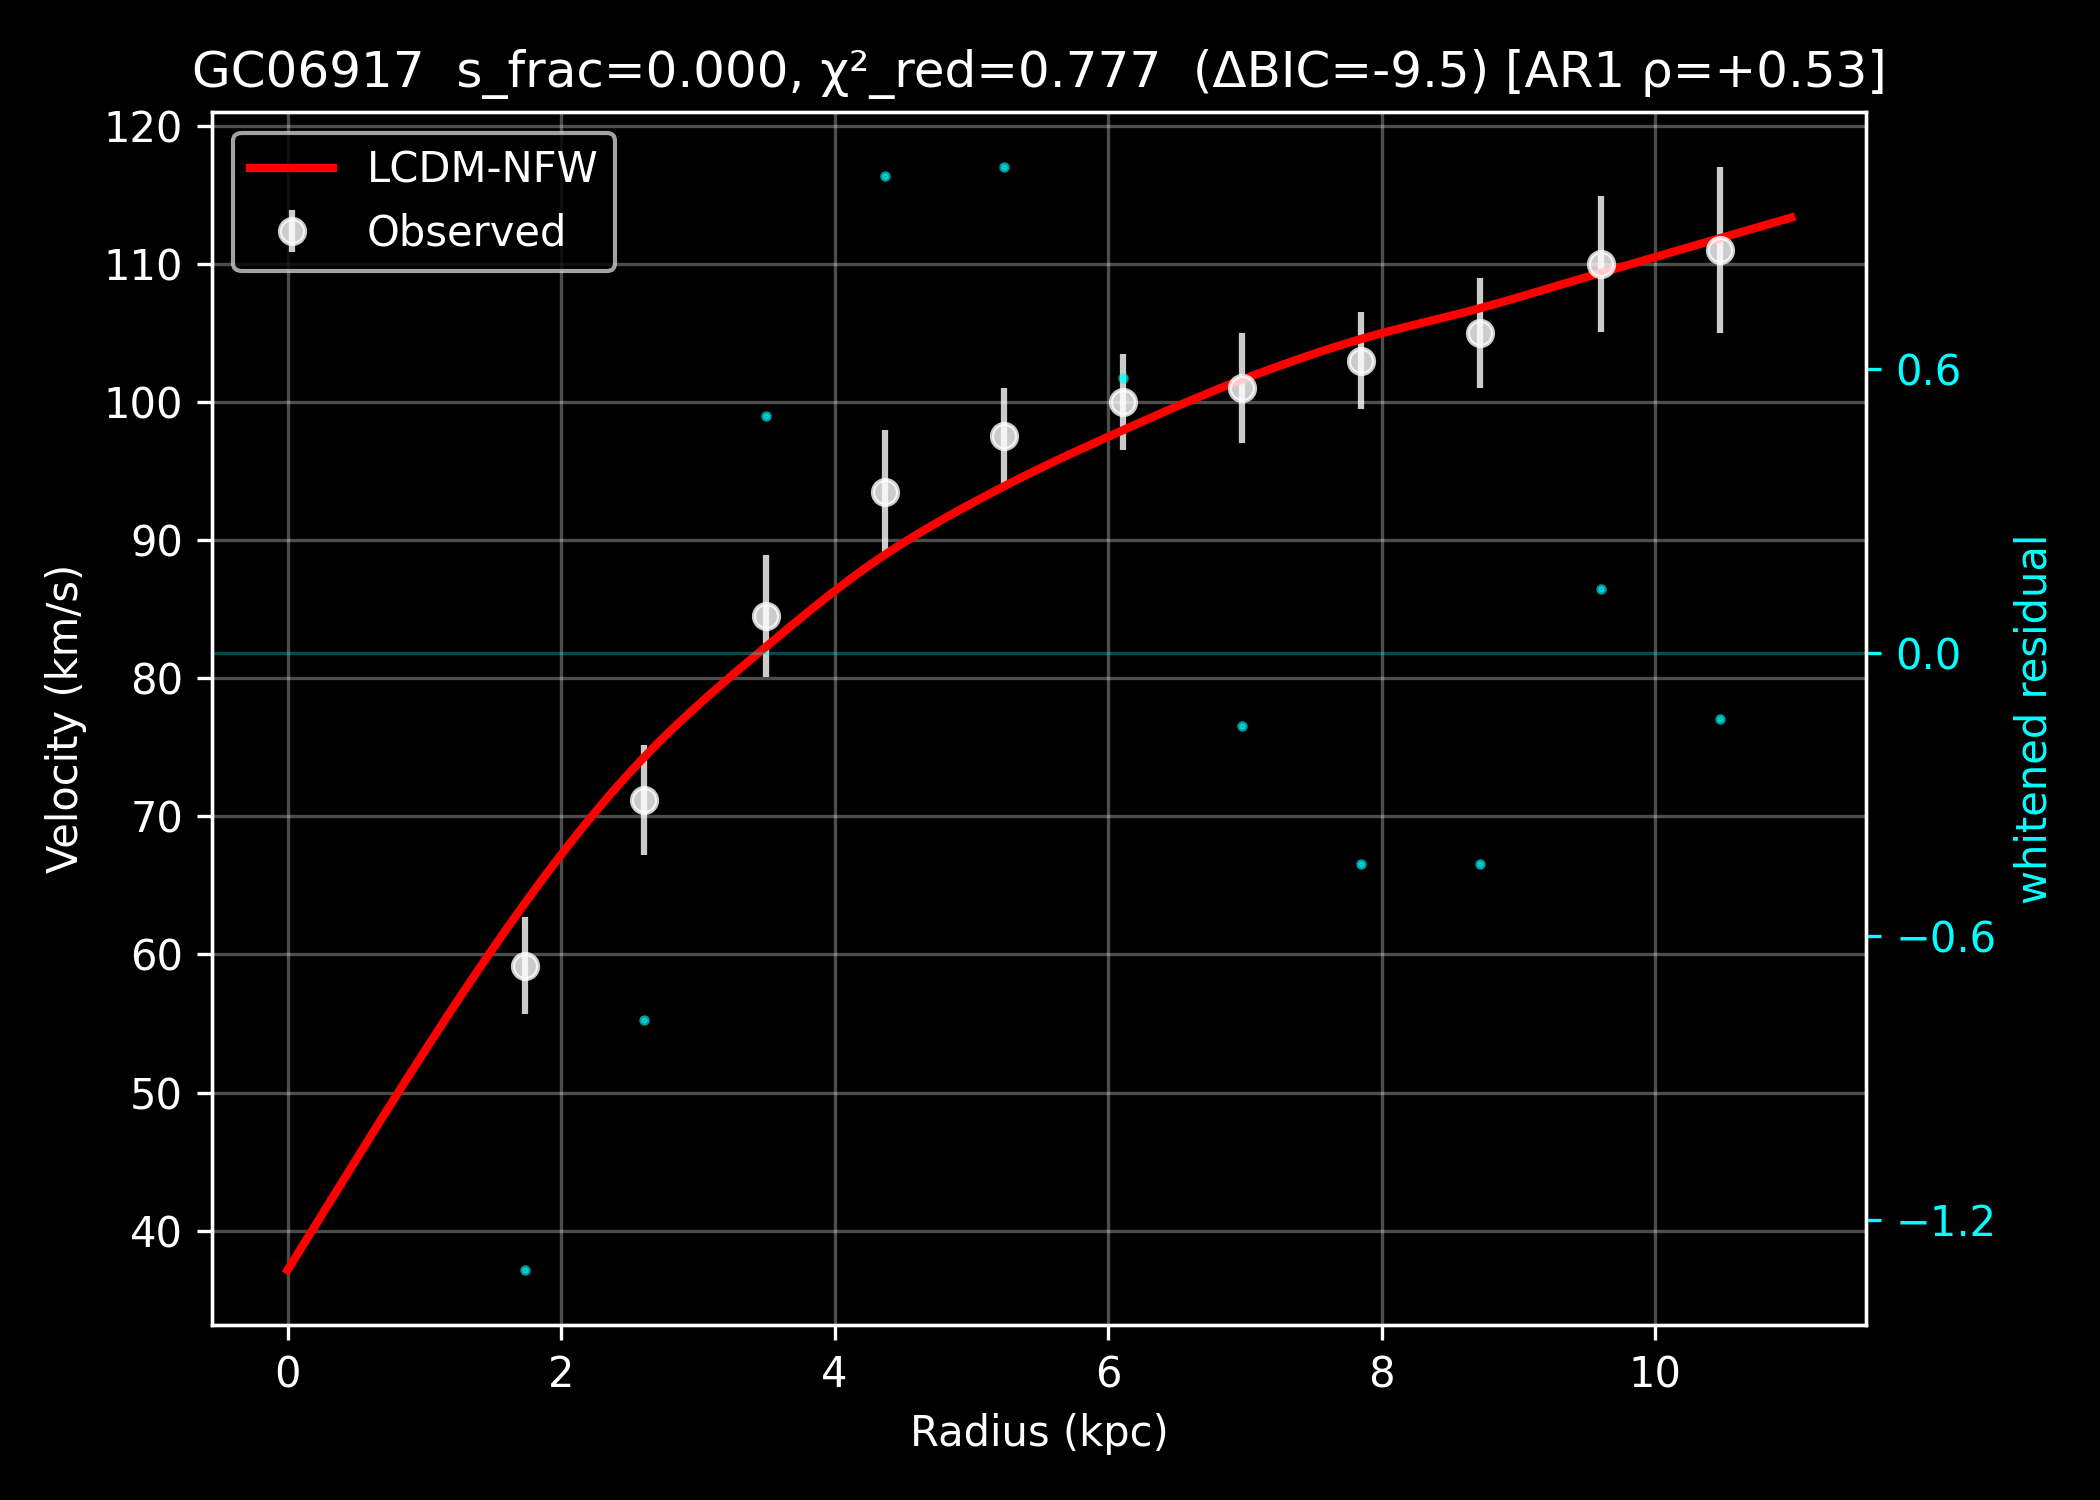 GC06917  s_frac=0.000, χ²_red=0.777  (ΔBIC=-9.5) [AR1 ρ=+0.53]
LCDM-NFW
Observed
120
110
100
90
80
70
60
50
40
Velocity (km/s)
0.6
0.0
−0.6
−1.2
whitened residual
0 2 4 6 8 10
Radius (kpc)